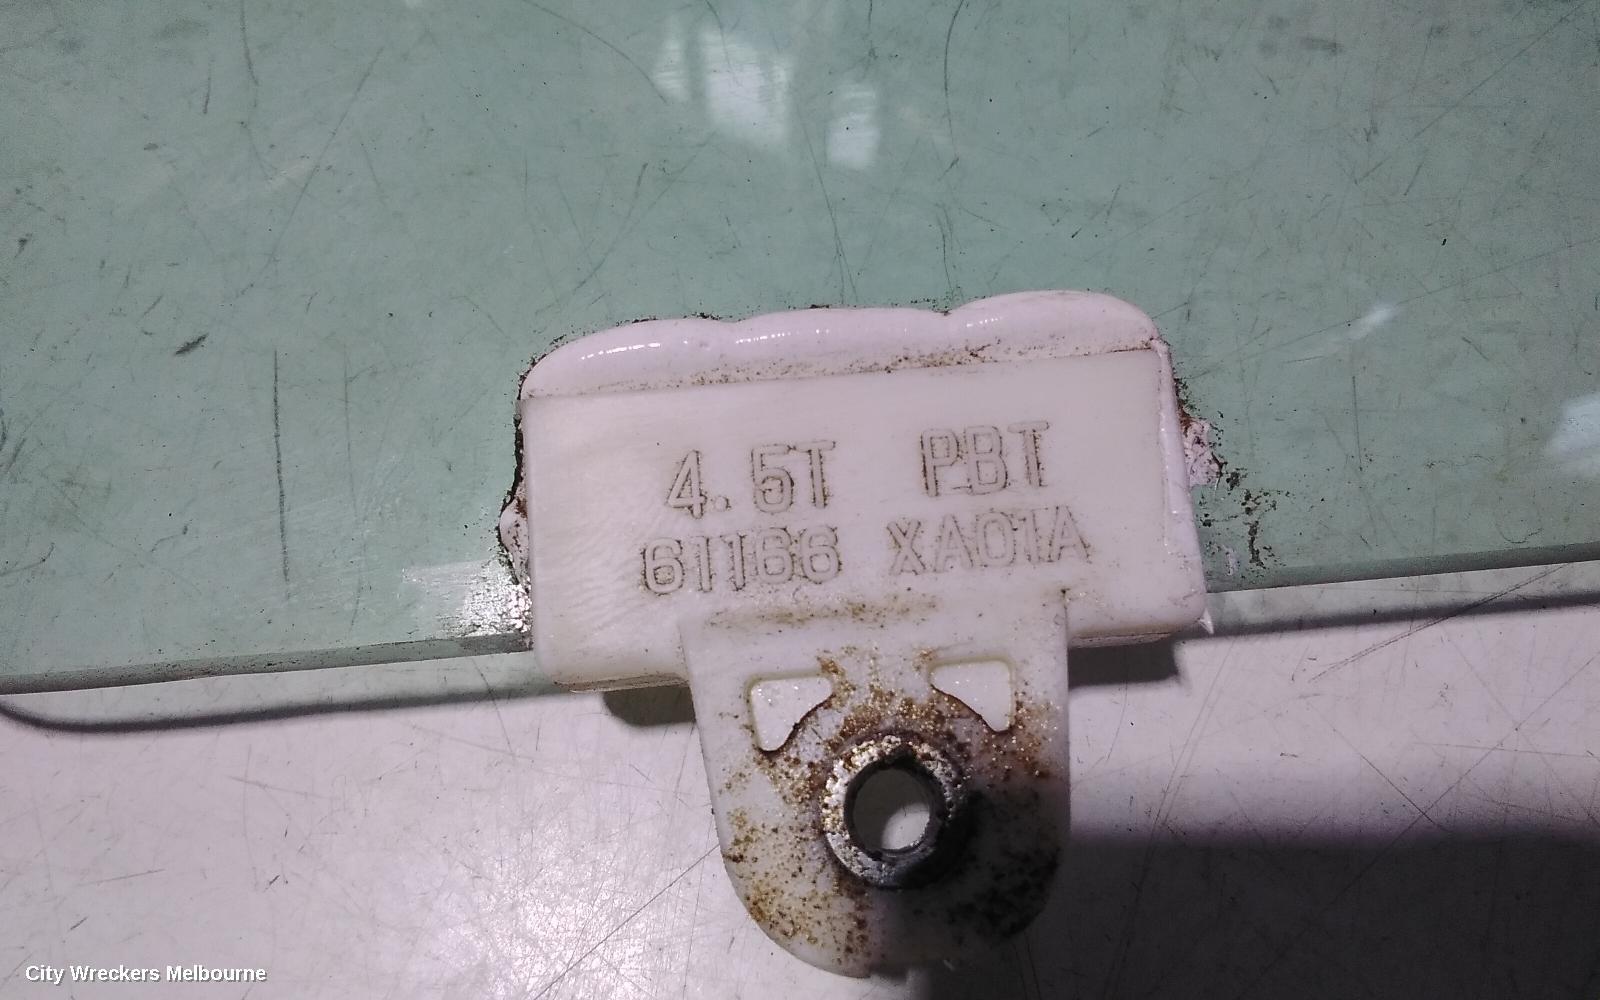 4.5T PBT
61166 XA01A
City Wreckers Melbourne